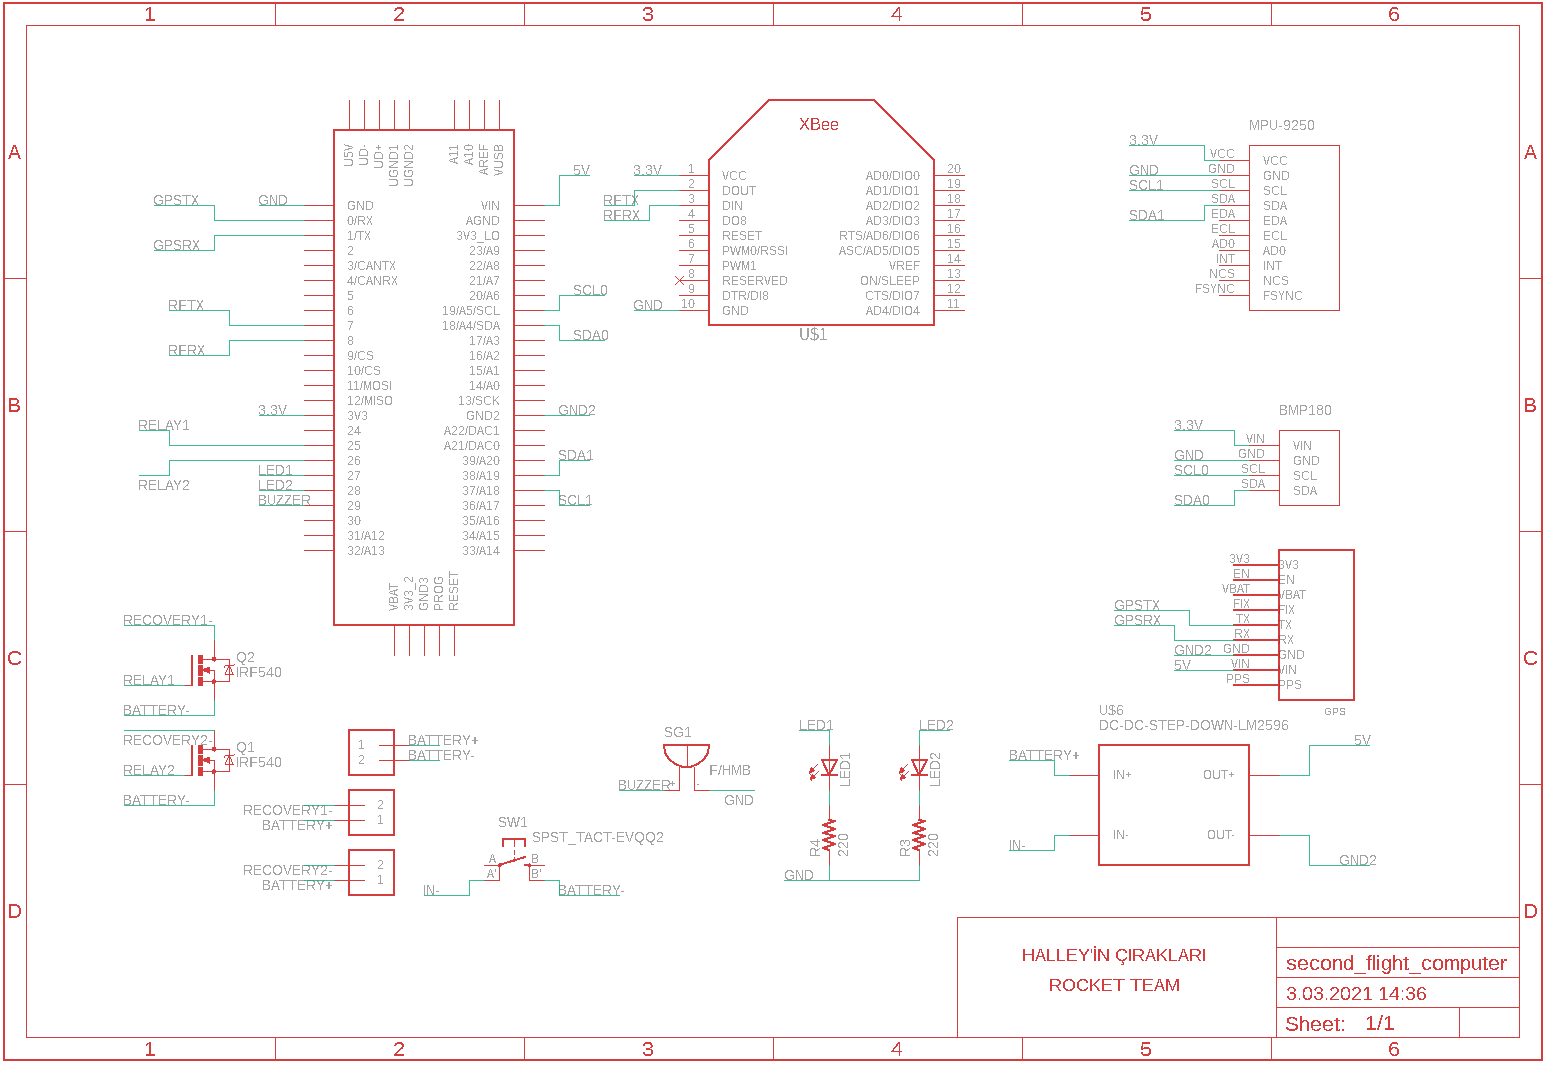 1 2 3 4 5 6
A
B
C
D
A
B
C
D
1 2 3 4 5 6
U5V
UD-
UD+
UGND1
UGND2
A11
A10
AREF
VUSB
GND
0/RX
1/TX
2
3/CANTX
4/CANRX
5
6
7
8
9/CS
10/CS
11/MOSI
12/MISO
3V3
24
25
26
27
28
29
30
31/A12
32/A13
VIN
AGND
3V3_LO
23/A9
22/A8
21/A7
20/A6
19/A5/SCL
18/A4/SDA
17/A3
16/A2
15/A1
14/A0
13/SCK
GND2
A22/DAC1
A21/DAC0
39/A20
38/A19
37/A18
36/A17
35/A16
34/A15
33/A14
VBAT
3V3_2
GND3
PROG
RESET
GPSTX
GND
GPSRX
RFTX
RFRX
3.3V
RELAY1
RELAY2
LED1
LED2
BUZZER
5V
SCL0
SDA0
GND2
SDA1
SCL1
XBee
3.3V
RFTX
RFRX
GND
1 VCC
2 DOUT
3 DIN
4 DO8
5 RESET
6 PWM0/RSSI
7 PWM1
8 RESERVED
9 DTR/DI8
10 GND
AD0/DIO0 20
AD1/DIO1 19
AD2/DIO2 18
AD3/DIO3 17
RTS/AD6/DIO6 16
ASC/AD5/DIO5 15
VREF 14
ON/SLEEP 13
CTS/DIO7 12
AD4/DIO4 11
U$1
MPU-9250
3.3V
GND
SCL1
SDA1
VCC VCC
GND GND
SCL SCL
SDA SDA
EDA EDA
ECL ECL
AD0 AD0
INT INT
NCS NCS
FSYNC FSYNC
BMP180
3.3V
GND
SCL0
SDA0
VIN VIN
GND GND
SCL SCL
SDA SDA
GPSTX
GPSRX
GND2
5V
3V3 3V3
EN EN
VBAT VBAT
FIX FIX
TX TX
RX RX
GND GND
VIN VIN
PPS PPS
GPS
RECOVERY1-
Q2
IRF540
RELAY1
BATTERY-
RECOVERY2-
Q1
IRF540
RELAY2
BATTERY-
1 BATTERY+
2 BATTERY-
RECOVERY1- 2
BATTERY+ 1
RECOVERY2- 2
BATTERY+ 1
SW1
SPST_TACT-EVQQ2
A B
A' B'
IN-
BATTERY-
SG1
F/HMB
BUZZER + -
GND
LED1
LED1
R4
220
LED2
LED2
R3
220
GND
U$6
DC-DC-STEP-DOWN-LM2596
BATTERY+
IN+ OUT+
5V
IN- OUT-
IN-
GND2
HALLEY'İN ÇIRAKLARI
ROCKET TEAM
second_flight_computer
3.03.2021 14:36
Sheet: 1/1